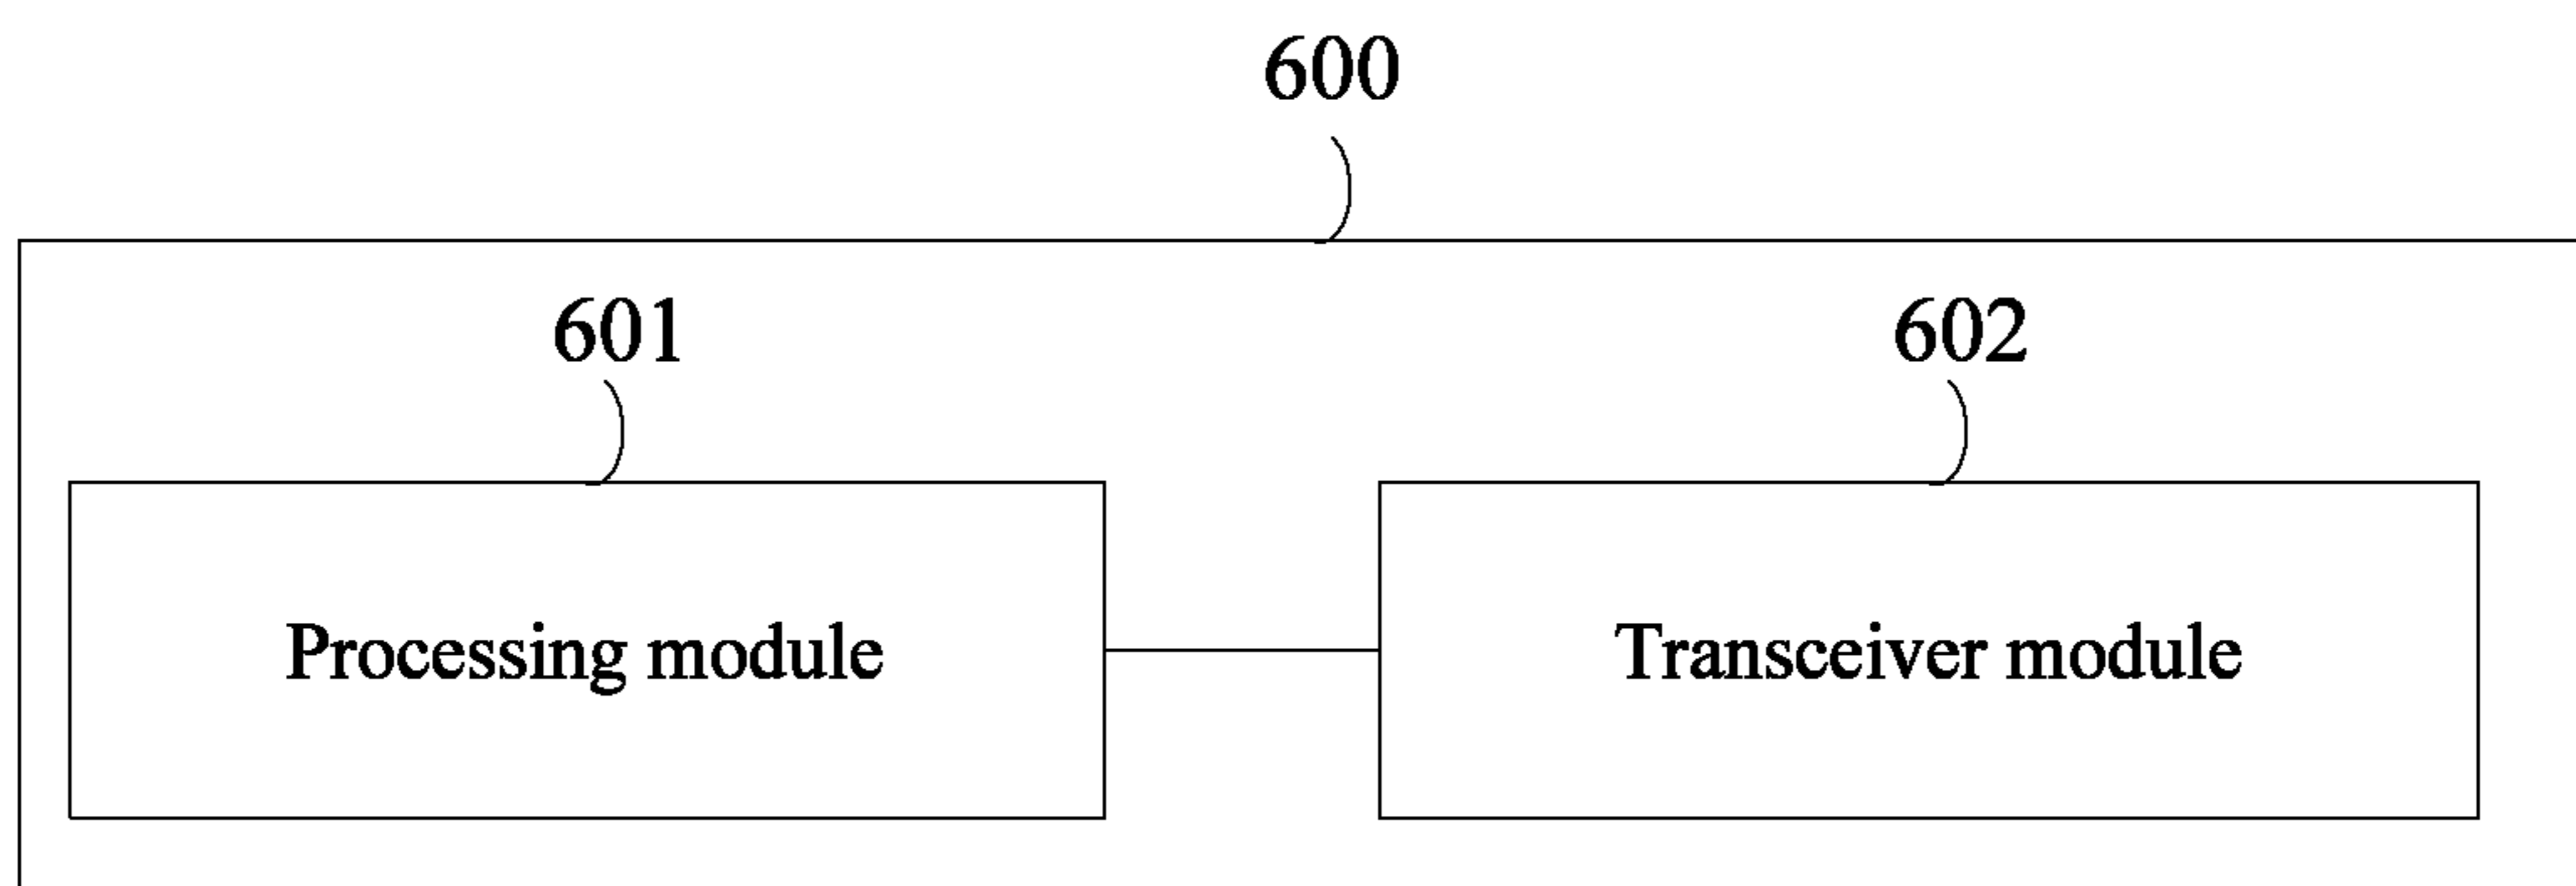 600
601
602
Processing module
Transceiver module